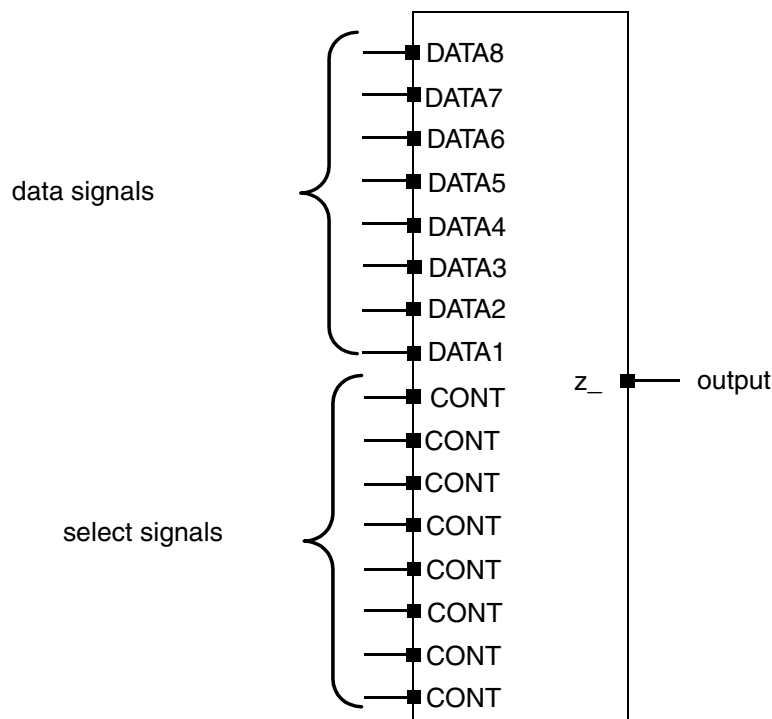 DATA8
DATA7
DATA6
data signals
DATA5
DATA4
DATA3
DATA2
DATA1
z_
output
CONT
CONT
CONT
select signals
CONT
CONT
CONT
CONT
CONT